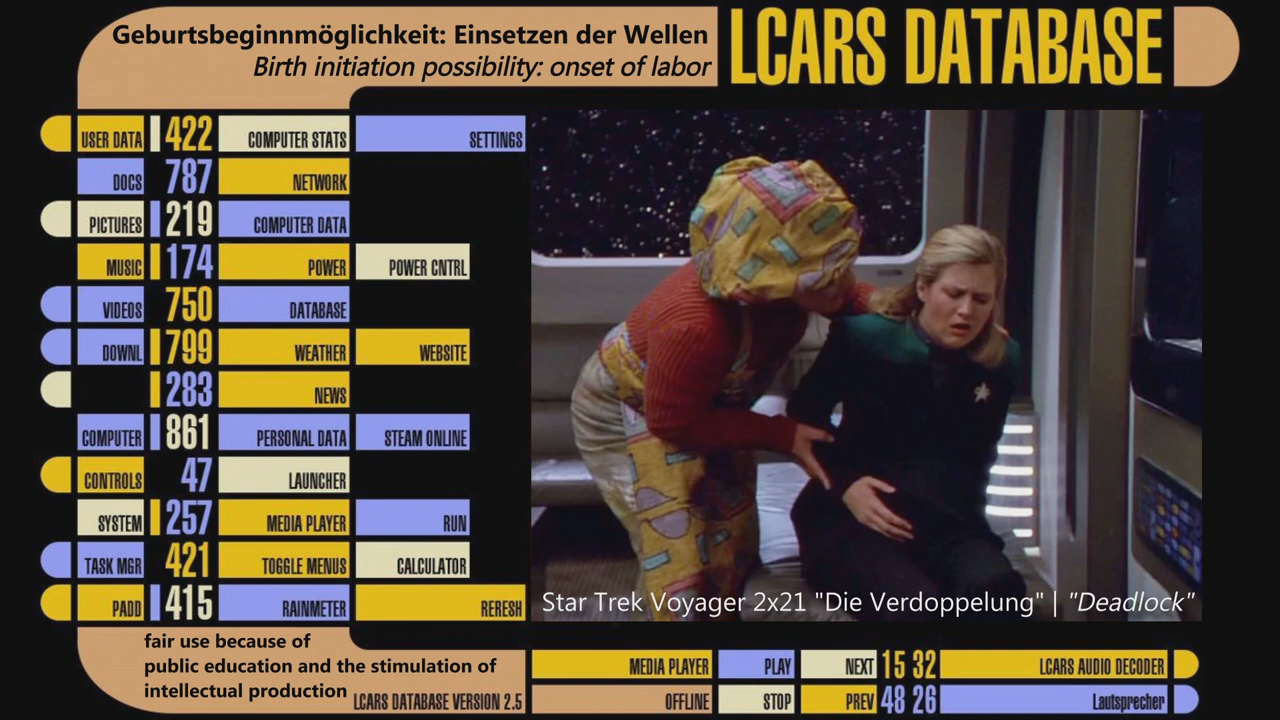 Geburtsbeginnmöglichkeit: Einsetzen der Wellen
Birth initiation possibility: onset of labor
LCARS DATABASE
USER DATA 422 COMPUTER STATS SETTINGS
DOCS 787 NETWORK
PICTURES 219 COMPUTER DATA
MUSIC 174 POWER POWER CNTRL
VIDEOS 750 DATABASE
DOWNL 799 WEATHER WEBSITE
283 NEWS
COMPUTER 861 PERSONAL DATA STEAM ONLINE
CONTROLS 47 LAUNCHER
SYSTEM 257 MEDIA PLAYER RUN
TASK MGR 421 TOGGLE MENUS CALCULATOR
PADD 415 RAINMETER RERESH
Star Trek Voyager 2x21 "Die Verdoppelung" | "Deadlock"
fair use because of
public education and the stimulation of
intellectual production
LCARS DATABASE VERSION 2.5
MEDIA PLAYER PLAY NEXT 15 32 LCARS AUDIO DECODER
OFFLINE STOP PREV 48 26 Lautsprecher